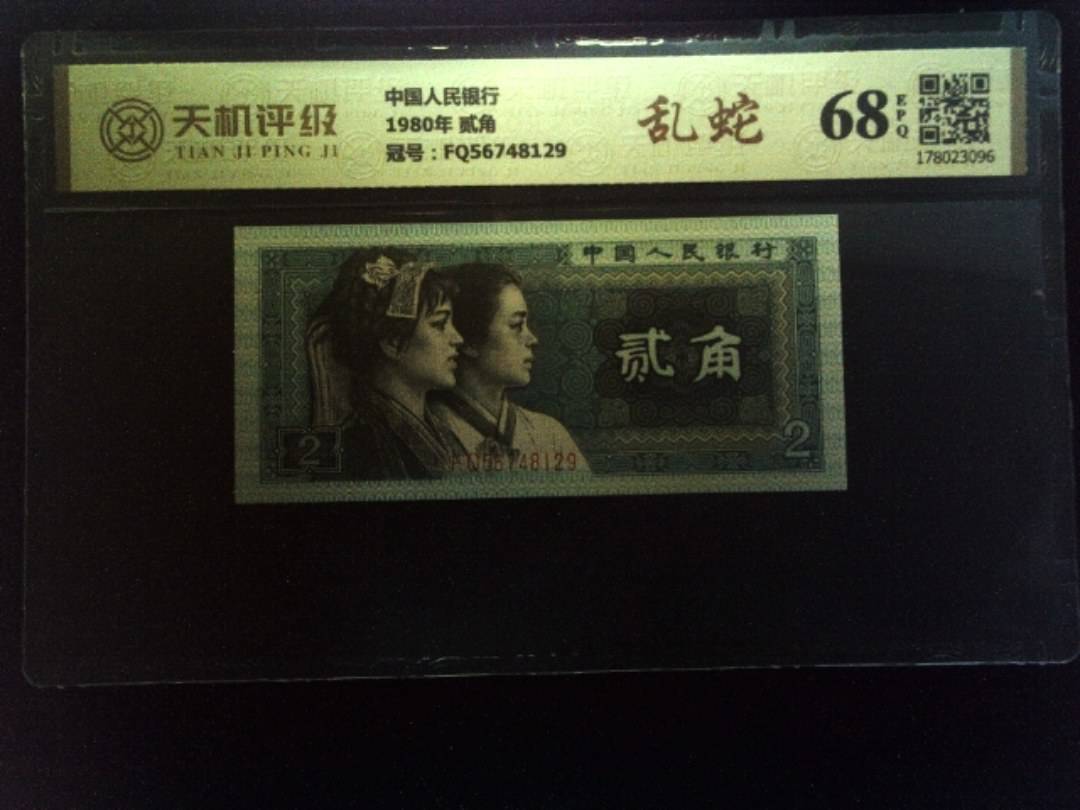 天机评级
TIAN JI PING JI
中国人民银行
1980年 贰角
冠号：FQ56748129
乱蛇
68
EPQ
178023096
中国人民银行
贰角
2
2
FQ56748129